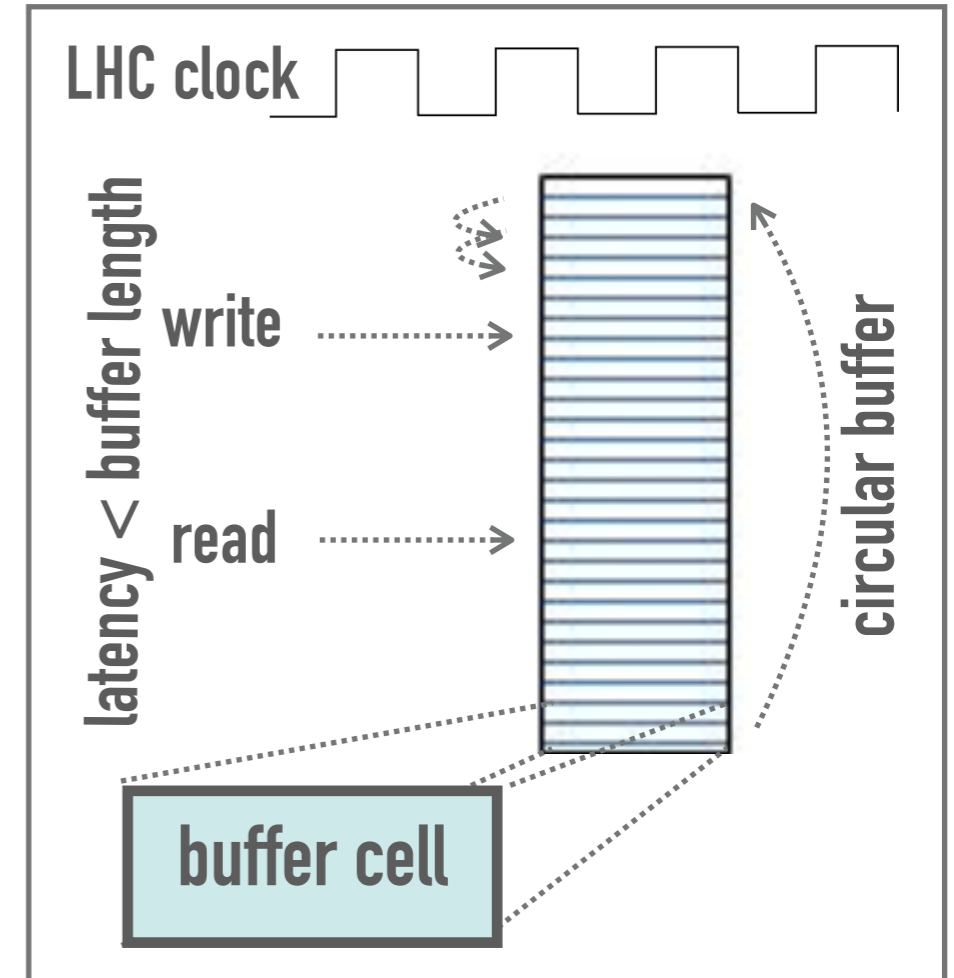 LHC clock
latency < buffer length
write
read
circular buffer
buffer cell